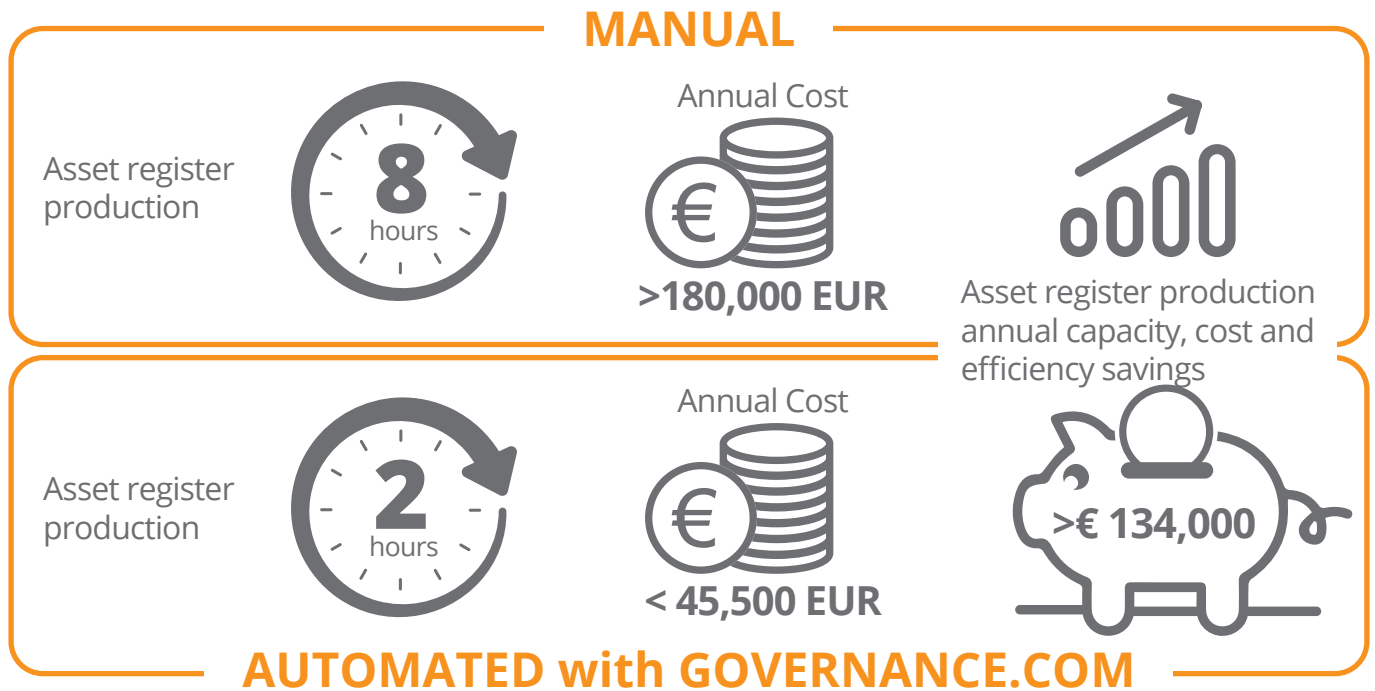 MANUAL
Asset register
production
8
hours
Annual Cost
€
>180,000 EUR
Asset register production
annual capacity, cost and
efficiency savings
Asset register
production
2
hours
Annual Cost
€
< 45,500 EUR
>€ 134,000
AUTOMATED with GOVERNANCE.COM